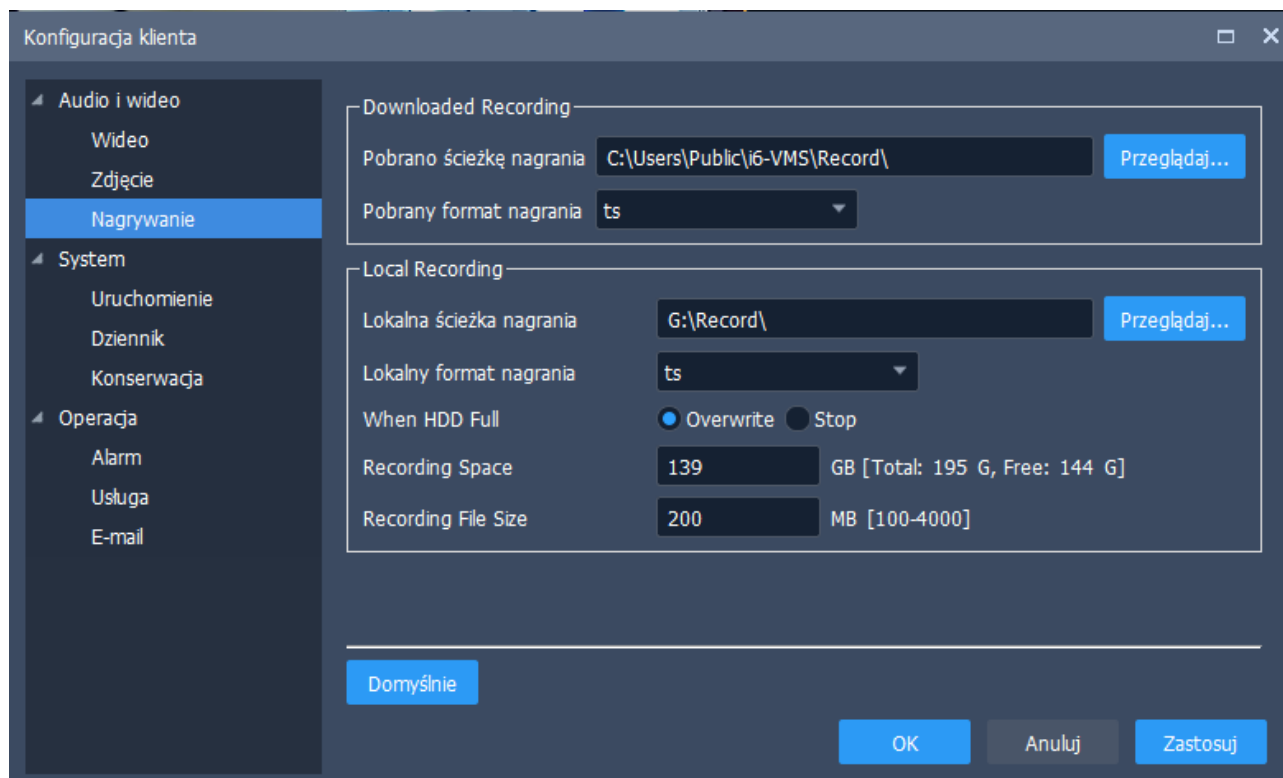 Konfiguracja klienta
Audio i wideo
Wideo
Zdjęcie
Nagrywanie
System
Uruchomienie
Dziennik
Konserwacja
Operacja
Alarm
Usługa
E-mail
Downloaded Recording
Pobrano ścieżkę nagrania C:\Users\Public\i6-VMS\Record\ Przeglądaj...
Pobrany format nagrania ts
Local Recording
Lokalna ścieżka nagrania G:\Record\ Przeglądaj...
Lokalny format nagrania ts
When HDD Full Overwrite Stop
Recording Space 139 GB [Total: 195 G, Free: 144 G]
Recording File Size 200 MB [100-4000]
Domyślnie
OK Anuluj Zastosuj